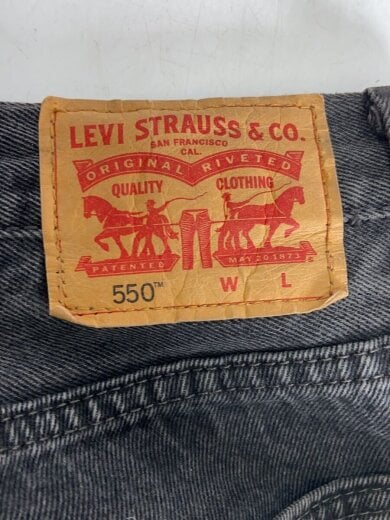 LEVI STRAUSS & CO.
SAN FRANCISCO
CAL.
ORIGINAL RIVETED
QUALITY CLOTHING
PATENTED MAY 20 1873
550™ W L